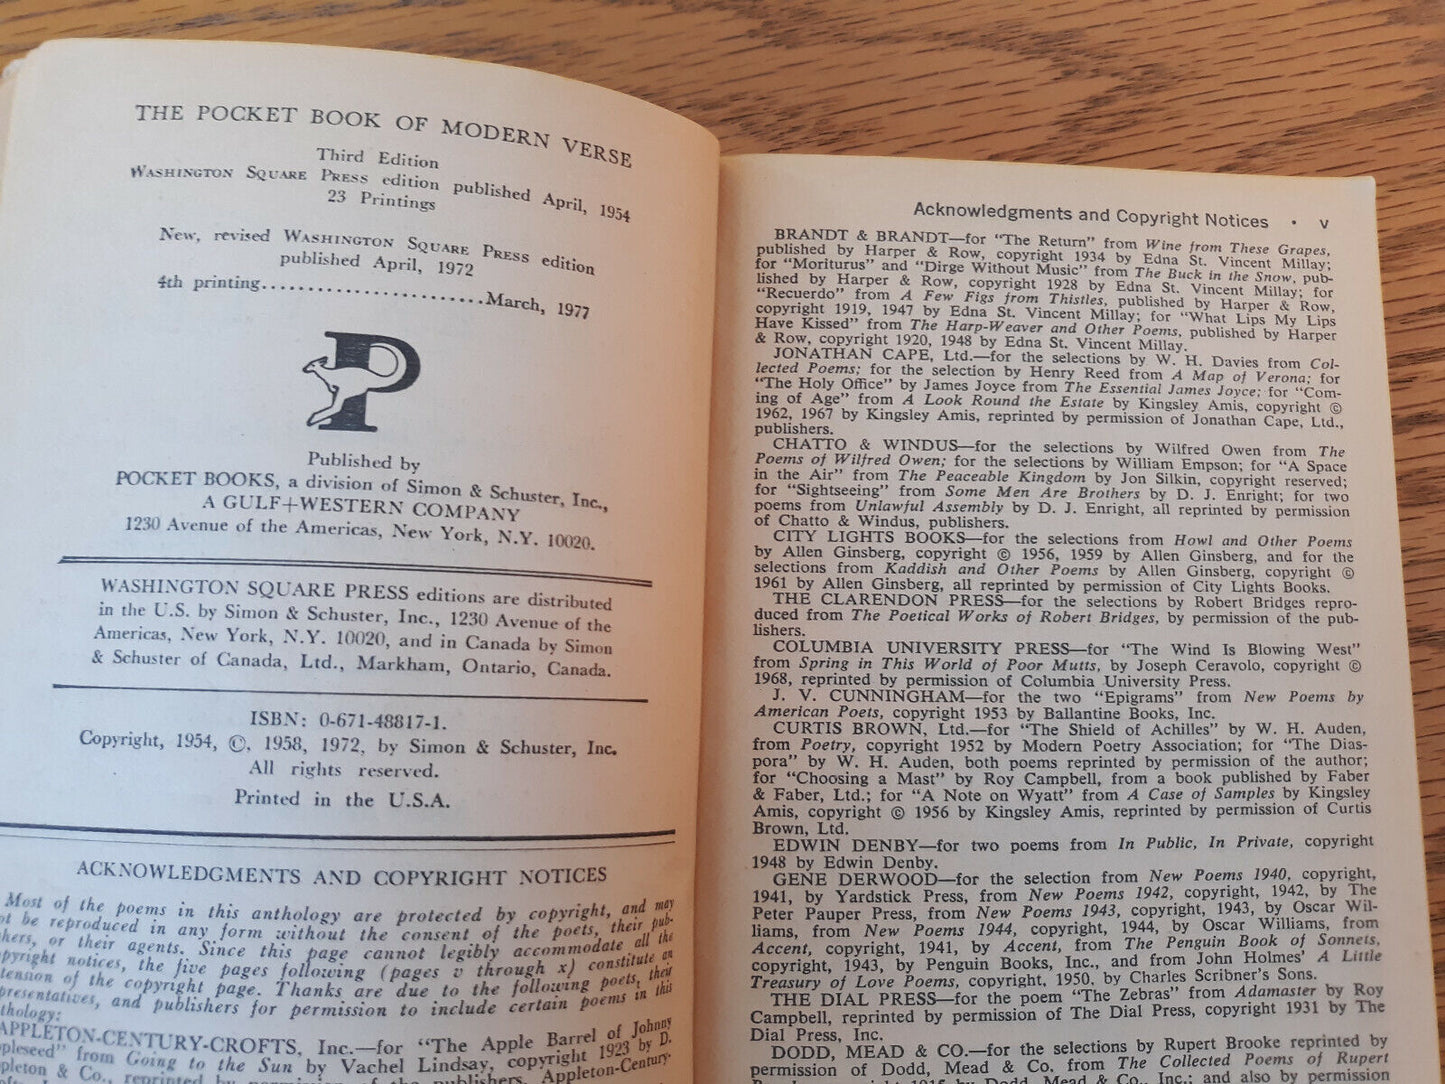 THE POCKET BOOK OF MODERN VERSE
Third Edition
WASHINGTON SQUARE PRESS edition published April, 1954
23 Printings
New, revised WASHINGTON SQUARE PRESS edition
published April, 1972
4th printing........................March, 1977
P
Published by
POCKET BOOKS, a division of Simon & Schuster, Inc.,
A GULF+WESTERN COMPANY
1230 Avenue of the Americas, New York, N.Y. 10020.
WASHINGTON SQUARE PRESS editions are distributed
in the U.S. by Simon & Schuster, Inc., 1230 Avenue of the
Americas, New York, N.Y. 10020, and in Canada by Simon
& Schuster of Canada, Ltd., Markham, Ontario, Canada.
ISBN: 0-671-48817-1.
Copyright, 1954, ©, 1958, 1972, by Simon & Schuster, Inc.
All rights reserved.
Printed in the U.S.A.
ACKNOWLEDGMENTS AND COPYRIGHT NOTICES
Most of the poems in this anthology are protected by copyright, and may
be reproduced in any form without the consent of the poets, their pub-
or their agents. Since this page cannot legibly accommodate all the
notices, the five pages following (pages v through x) constitute an
of the copyright page. Thanks are due to the following poets, their
and publishers for permission to include certain poems in this
APPLETON-CENTURY-CROFTS, Inc.—for "The Apple Barrel of Johnny
from Going to the Sun by Vachel Lindsay, copyright 1923 by D.
& Co., reprinted by permission of the publishers, Appleton-Century-
Acknowledgments and Copyright Notices • v
BRANDT & BRANDT—for "The Return" from Wine from These Grapes,
published by Harper & Row, copyright 1934 by Edna St. Vincent Millay;
for "Moriturus" and "Dirge Without Music" from The Buck in the Snow, pub-
lished by Harper & Row, copyright 1928 by Edna St. Vincent Millay; for
"Recuerdo" from A Few Figs from Thistles, published by Harper & Row,
copyright 1919, 1947 by Edna St. Vincent Millay; for "What Lips My Lips
Have Kissed" from The Harp-Weaver and Other Poems, published by Harper
& Row, copyright 1920, 1948 by Edna St. Vincent Millay.
JONATHAN CAPE, Ltd.—for the selections by W. H. Davies from Col-
lected Poems; for the selection by Henry Reed from A Map of Verona; for
"The Holy Office" by James Joyce from The Essential James Joyce; for "Com-
ing of Age" from A Look Round the Estate by Kingsley Amis, copyright ©
1962, 1967 by Kingsley Amis, reprinted by permission of Jonathan Cape, Ltd.,
publishers.
CHATTO & WINDUS—for the selections by Wilfred Owen from The
Poems of Wilfred Owen; for the selections by William Empson; for "A Space
in the Air" from The Peaceable Kingdom by Jon Silkin, copyright reserved;
for "Sightseeing" from Some Men Are Brothers by D. J. Enright; for two
poems from Unlawful Assembly by D. J. Enright, all reprinted by permission
of Chatto & Windus, publishers.
CITY LIGHTS BOOKS—for the selections from Howl and Other Poems
by Allen Ginsberg, copyright © 1956, 1959 by Allen Ginsberg, and for the
selections from Kaddish and Other Poems by Allen Ginsberg, copyright ©
1961 by Allen Ginsberg, all reprinted by permission of City Lights Books.
THE CLARENDON PRESS—for the selections by Robert Bridges repro-
duced from The Poetical Works of Robert Bridges, by permission of the pub-
lishers.
COLUMBIA UNIVERSITY PRESS—for "The Wind Is Blowing West"
from Spring in This World of Poor Mutts, by Joseph Ceravolo, copyright ©
1968, reprinted by permission of Columbia University Press.
J. V. CUNNINGHAM—for the two "Epigrams" from New Poems by
American Poets, copyright 1953 by Ballantine Books, Inc.
CURTIS BROWN, Ltd.—for "The Shield of Achilles" by W. H. Auden,
from Poetry, copyright 1952 by Modern Poetry Association; for "The Dias-
pora" by W. H. Auden, both poems reprinted by permission of the author;
for "Choosing a Mast" by Roy Campbell, from a book published by Faber
& Faber, Ltd.; for "A Note on Wyatt" from A Case of Samples by Kingsley
Amis, copyright © 1956 by Kingsley Amis, reprinted by permission of Curtis
Brown, Ltd.
EDWIN DENBY—for two poems from In Public, In Private, copyright
1948 by Edwin Denby.
GENE DERWOOD—for the selection from New Poems 1940, copyright,
1941, by Yardstick Press, from New Poems 1942, copyright, 1942, by The
Peter Pauper Press, from New Poems 1943, copyright, 1943, by Oscar Wil-
liams, from New Poems 1944, copyright, 1944, by Oscar Williams, from
Accent, copyright, 1941, by Accent, from The Penguin Book of Sonnets,
copyright, 1943, by Penguin Books, Inc., and from John Holmes' A Little
Treasury of Love Poems, copyright, 1950, by Charles Scribner's Sons.
THE DIAL PRESS—for the poem "The Zebras" from Adamaster by Roy
Campbell, reprinted by permission of The Dial Press, copyright 1931 by The
Dial Press, Inc.
DODD, MEAD & CO.—for the selections by Rupert Brooke reprinted by
permission of Dodd, Mead & Co. from The Collected Poems of Rupert
copyright 1915 by Dodd, Mead & Co., Inc.; and also by permission